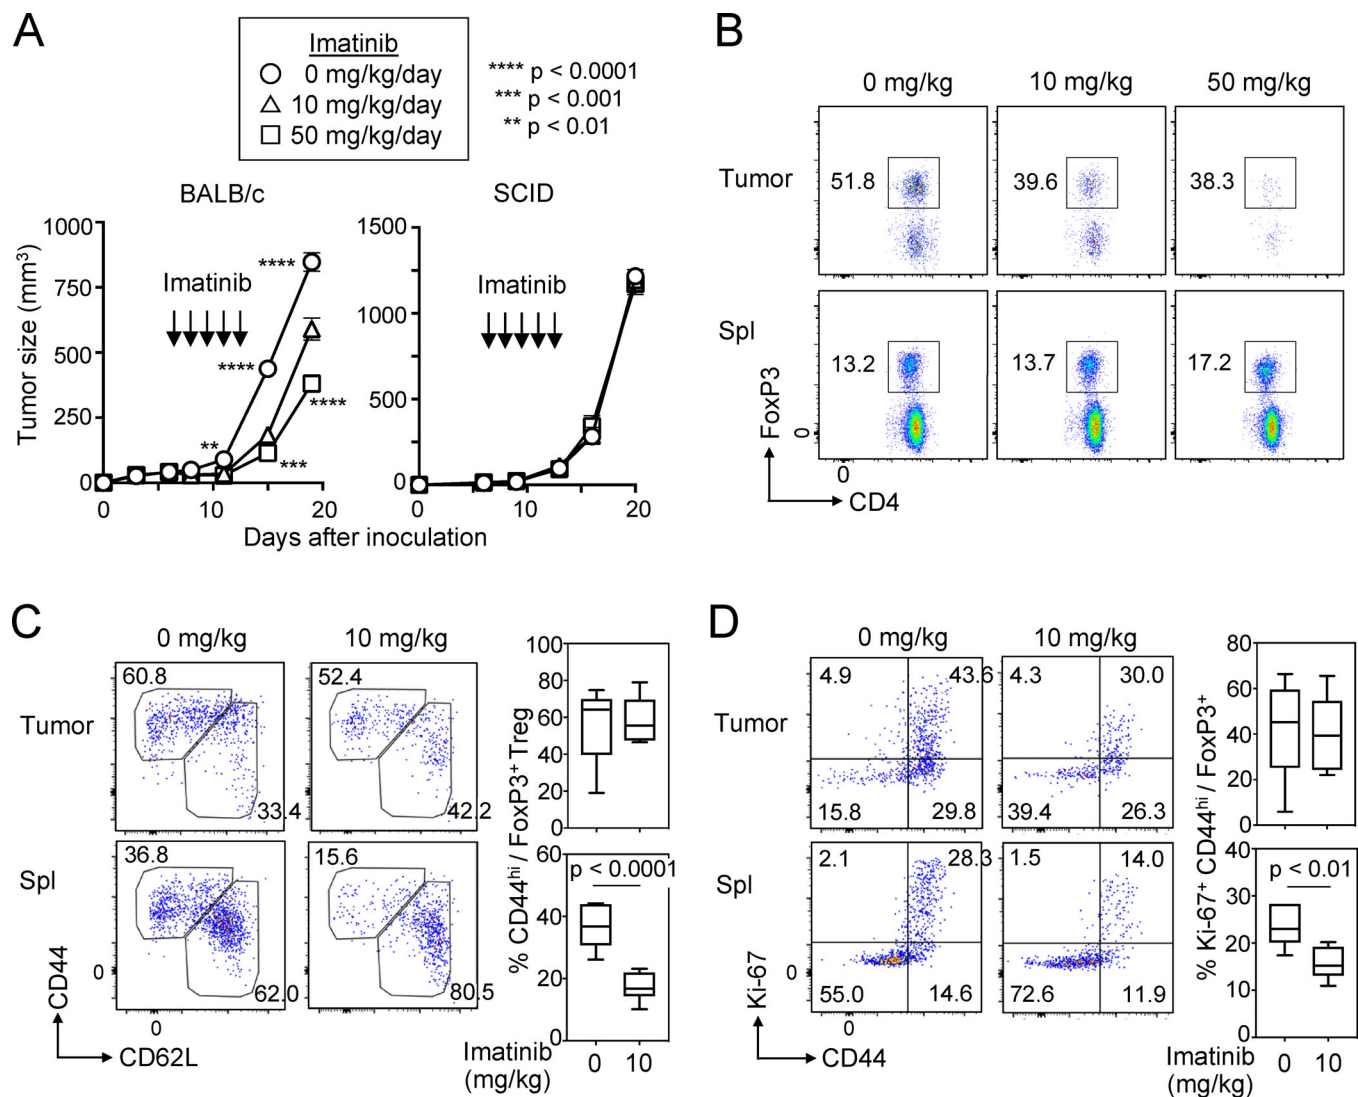 A
Imatinib
0 mg/kg/day
10 mg/kg/day
50 mg/kg/day
**** p < 0.0001
*** p < 0.001
** p < 0.01
BALB/c
SCID
Tumor size (mm³)
1000
750
500
250
0
Imatinib
****
****
**
****
***
0 10 20
1500
1000
500
0
Imatinib
0 10 20
Days after inoculation
B
0 mg/kg 10 mg/kg 50 mg/kg
Tumor
51.8 39.6 38.3
Spl
13.2 13.7 17.2
FoxP3
0
0
CD4
C
0 mg/kg 10 mg/kg
Tumor
60.8 52.4
33.4 42.2
Spl
36.8 15.6
62.0 80.5
CD44
0
0
CD62L
% CD44hi / FoxP3+ Treg
100
80
60
40
20
0
60
40
20
0
p < 0.0001
Imatinib
(mg/kg)
0 10
D
0 mg/kg 10 mg/kg
Tumor
4.9 43.6 4.3 30.0
15.8 29.8 39.4 26.3
Spl
2.1 28.3 1.5 14.0
55.0 14.6 72.6 11.9
Ki-67
0
0
CD44
% Ki-67+ CD44hi / FoxP3+
80
60
40
20
0
40
30
20
10
0
p < 0.01
Imatinib
(mg/kg)
0 10